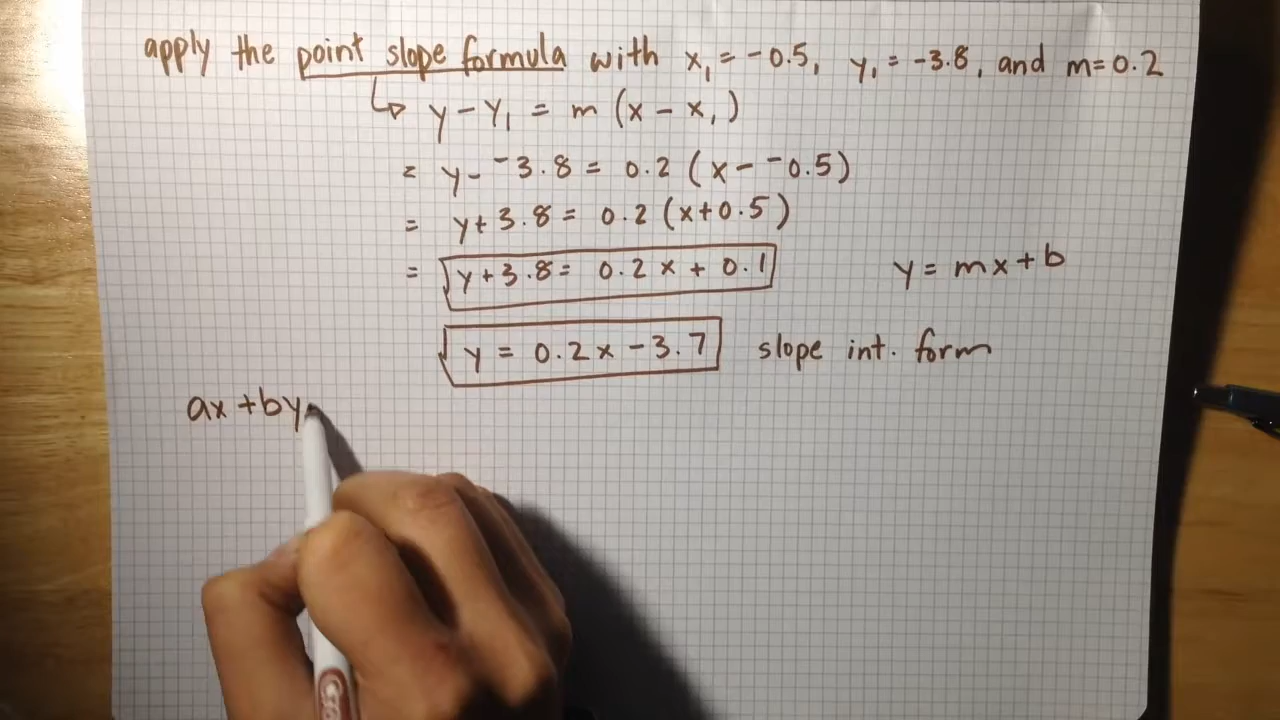 apply the point slope formula with x₁ = -0.5, y₁ = -3.8, and m=0.2
y - y₁ = m (x - x₁)
= y - -3.8 = 0.2 (x - -0.5)
= y + 3.8 = 0.2 (x+0.5)
= y + 3.8 = 0.2x + 0.1
y = mx + b
y = 0.2x - 3.7 slope int. form
ax + by